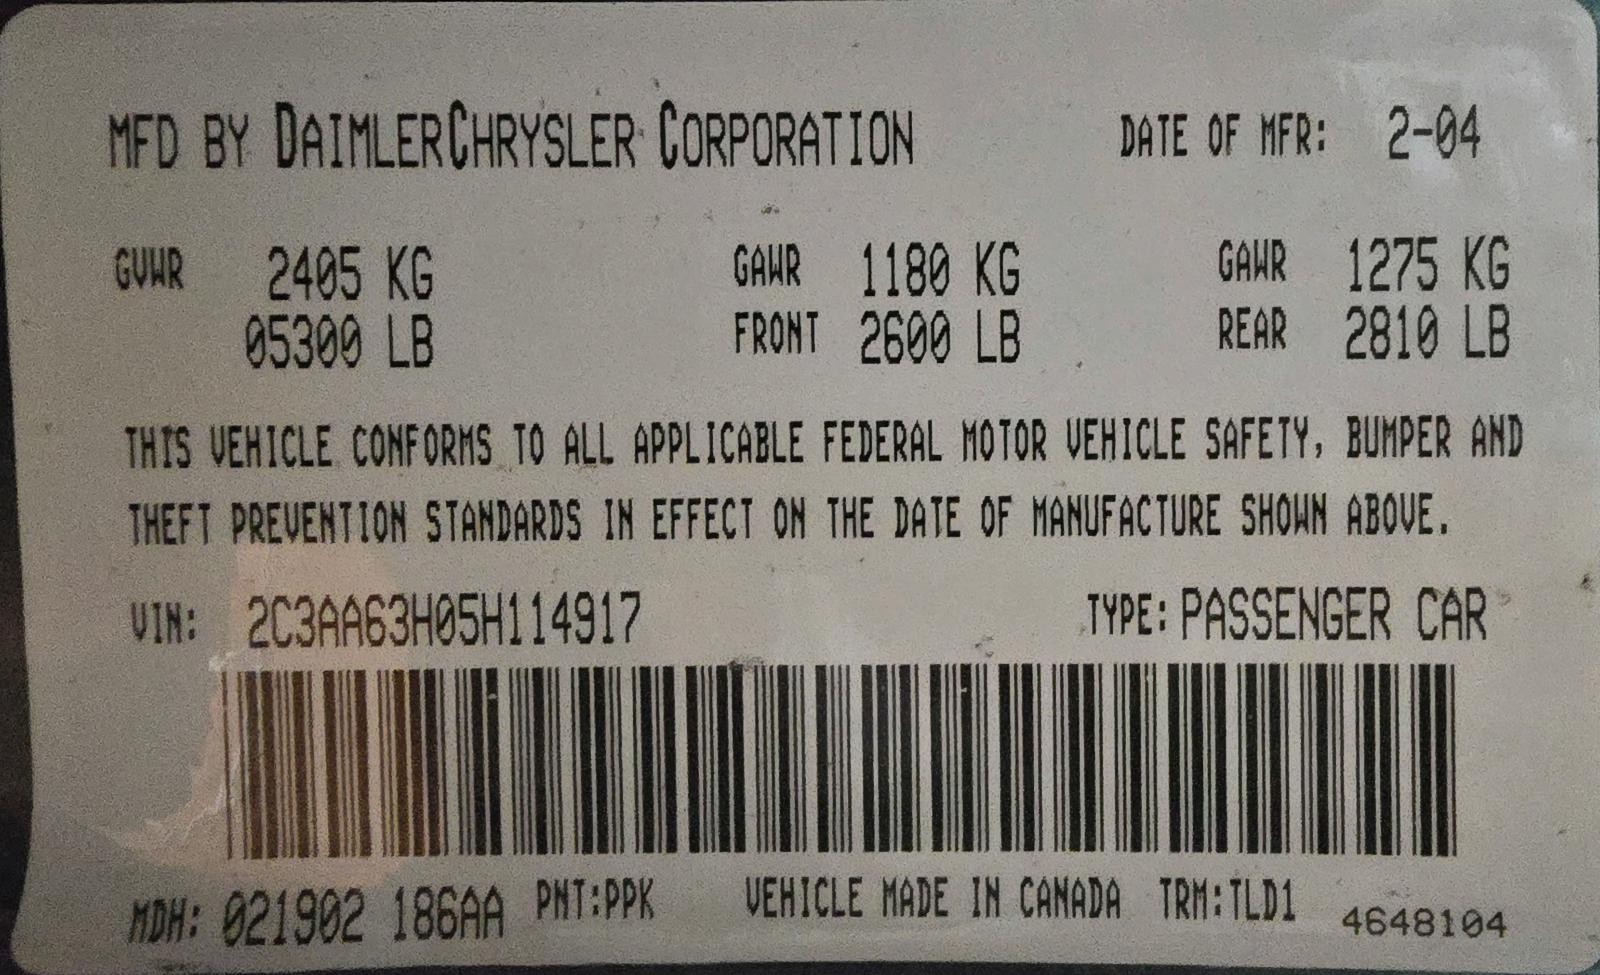 MFD BY DAIMLERCHRYSLER CORPORATION DATE OF MFR: 2-04
GVWR 2405 KG GAWR 1180 KG GAWR 1275 KG
05300 LB FRONT 2600 LB REAR 2810 LB
THIS VEHICLE CONFORMS TO ALL APPLICABLE FEDERAL MOTOR VEHICLE SAFETY, BUMPER AND
THEFT PREVENTION STANDARDS IN EFFECT ON THE DATE OF MANUFACTURE SHOWN ABOVE.
VIN: 2C3AA63H05H114917 TYPE: PASSENGER CAR
MDH: 021902 186AA PNT:PPK VEHICLE MADE IN CANADA TRM:TLD1 4648104